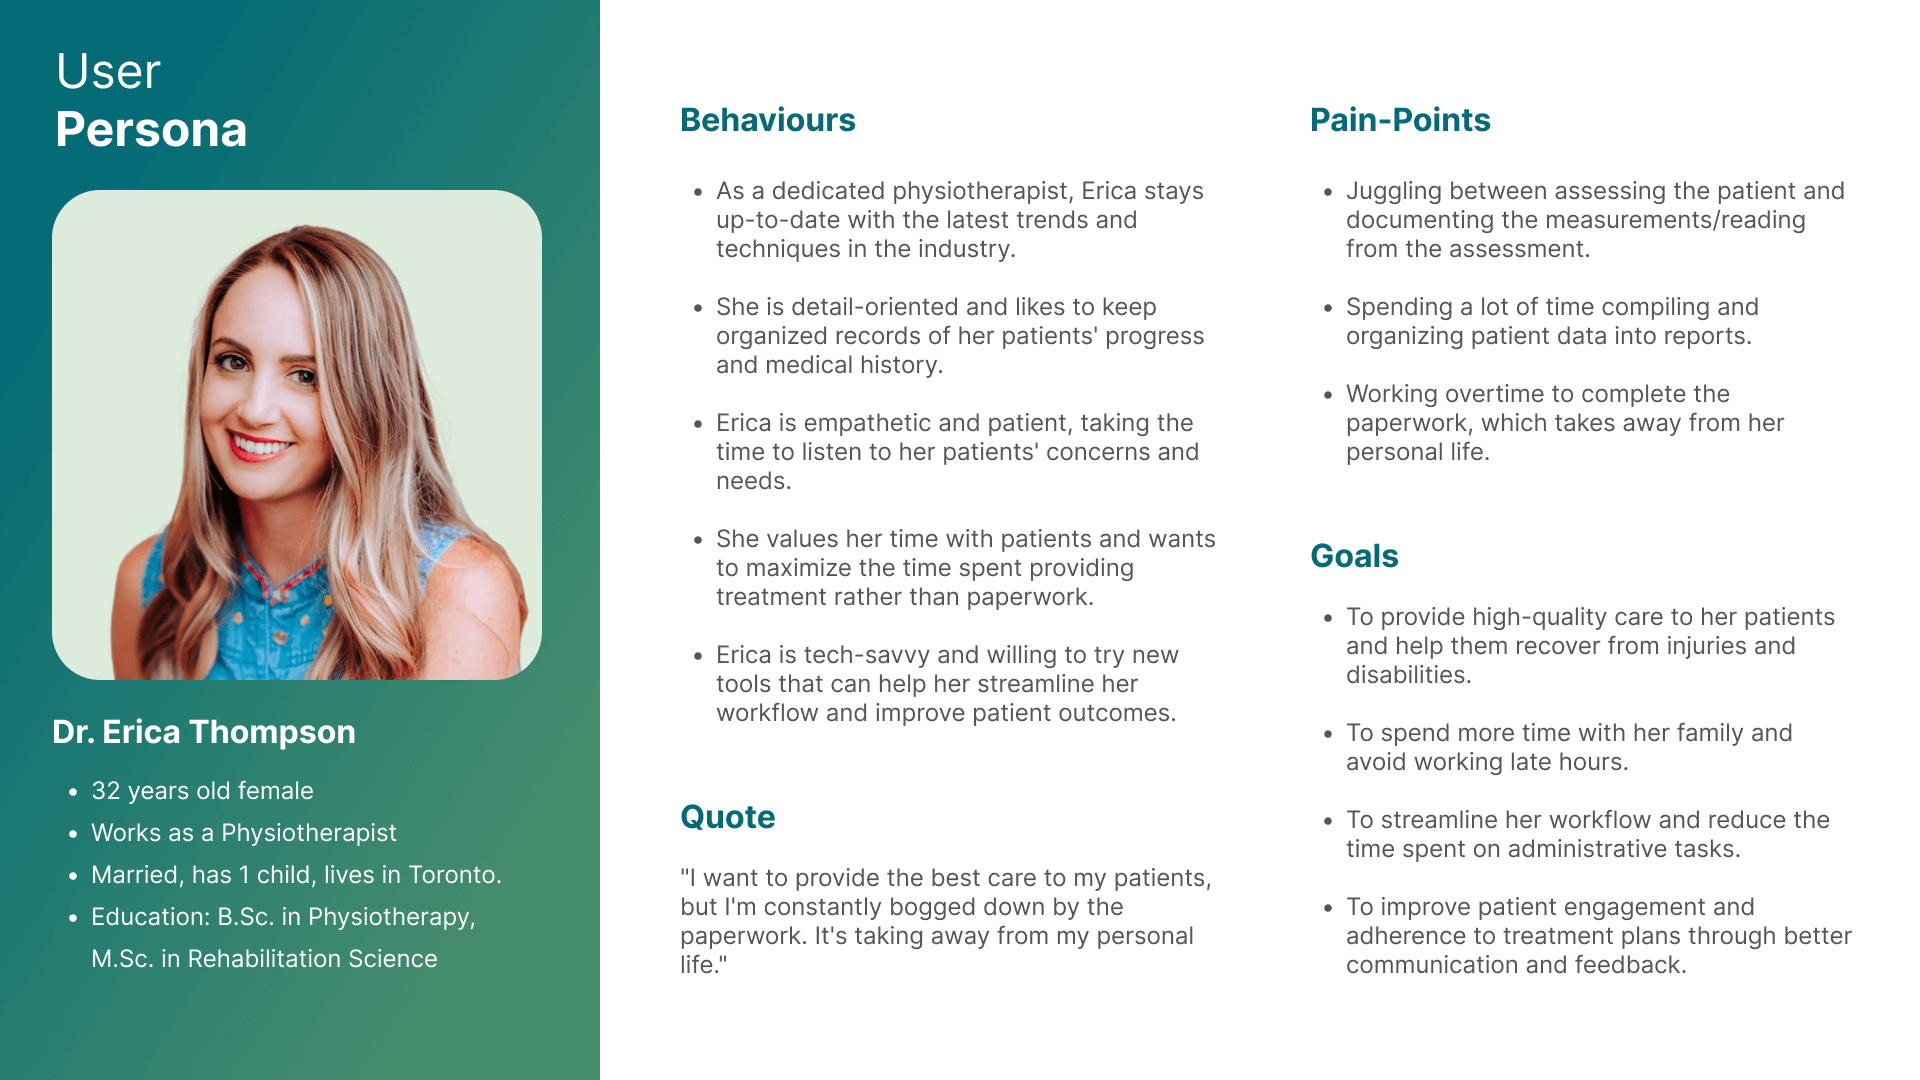 User
Persona
Dr. Erica Thompson
• 32 years old female
• Works as a Physiotherapist
• Married, has 1 child, lives in Toronto.
• Education: B.Sc. in Physiotherapy,
M.Sc. in Rehabilitation Science
Behaviours
• As a dedicated physiotherapist, Erica stays
up-to-date with the latest trends and
techniques in the industry.
• She is detail-oriented and likes to keep
organized records of her patients' progress
and medical history.
• Erica is empathetic and patient, taking the
time to listen to her patients' concerns and
needs.
• She values her time with patients and wants
to maximize the time spent providing
treatment rather than paperwork.
• Erica is tech-savvy and willing to try new
tools that can help her streamline her
workflow and improve patient outcomes.
Quote
"I want to provide the best care to my patients,
but I'm constantly bogged down by the
paperwork. It's taking away from my personal
life."
Pain-Points
• Juggling between assessing the patient and
documenting the measurements/reading
from the assessment.
• Spending a lot of time compiling and
organizing patient data into reports.
• Working overtime to complete the
paperwork, which takes away from her
personal life.
Goals
• To provide high-quality care to her patients
and help them recover from injuries and
disabilities.
• To spend more time with her family and
avoid working late hours.
• To streamline her workflow and reduce the
time spent on administrative tasks.
• To improve patient engagement and
adherence to treatment plans through better
communication and feedback.